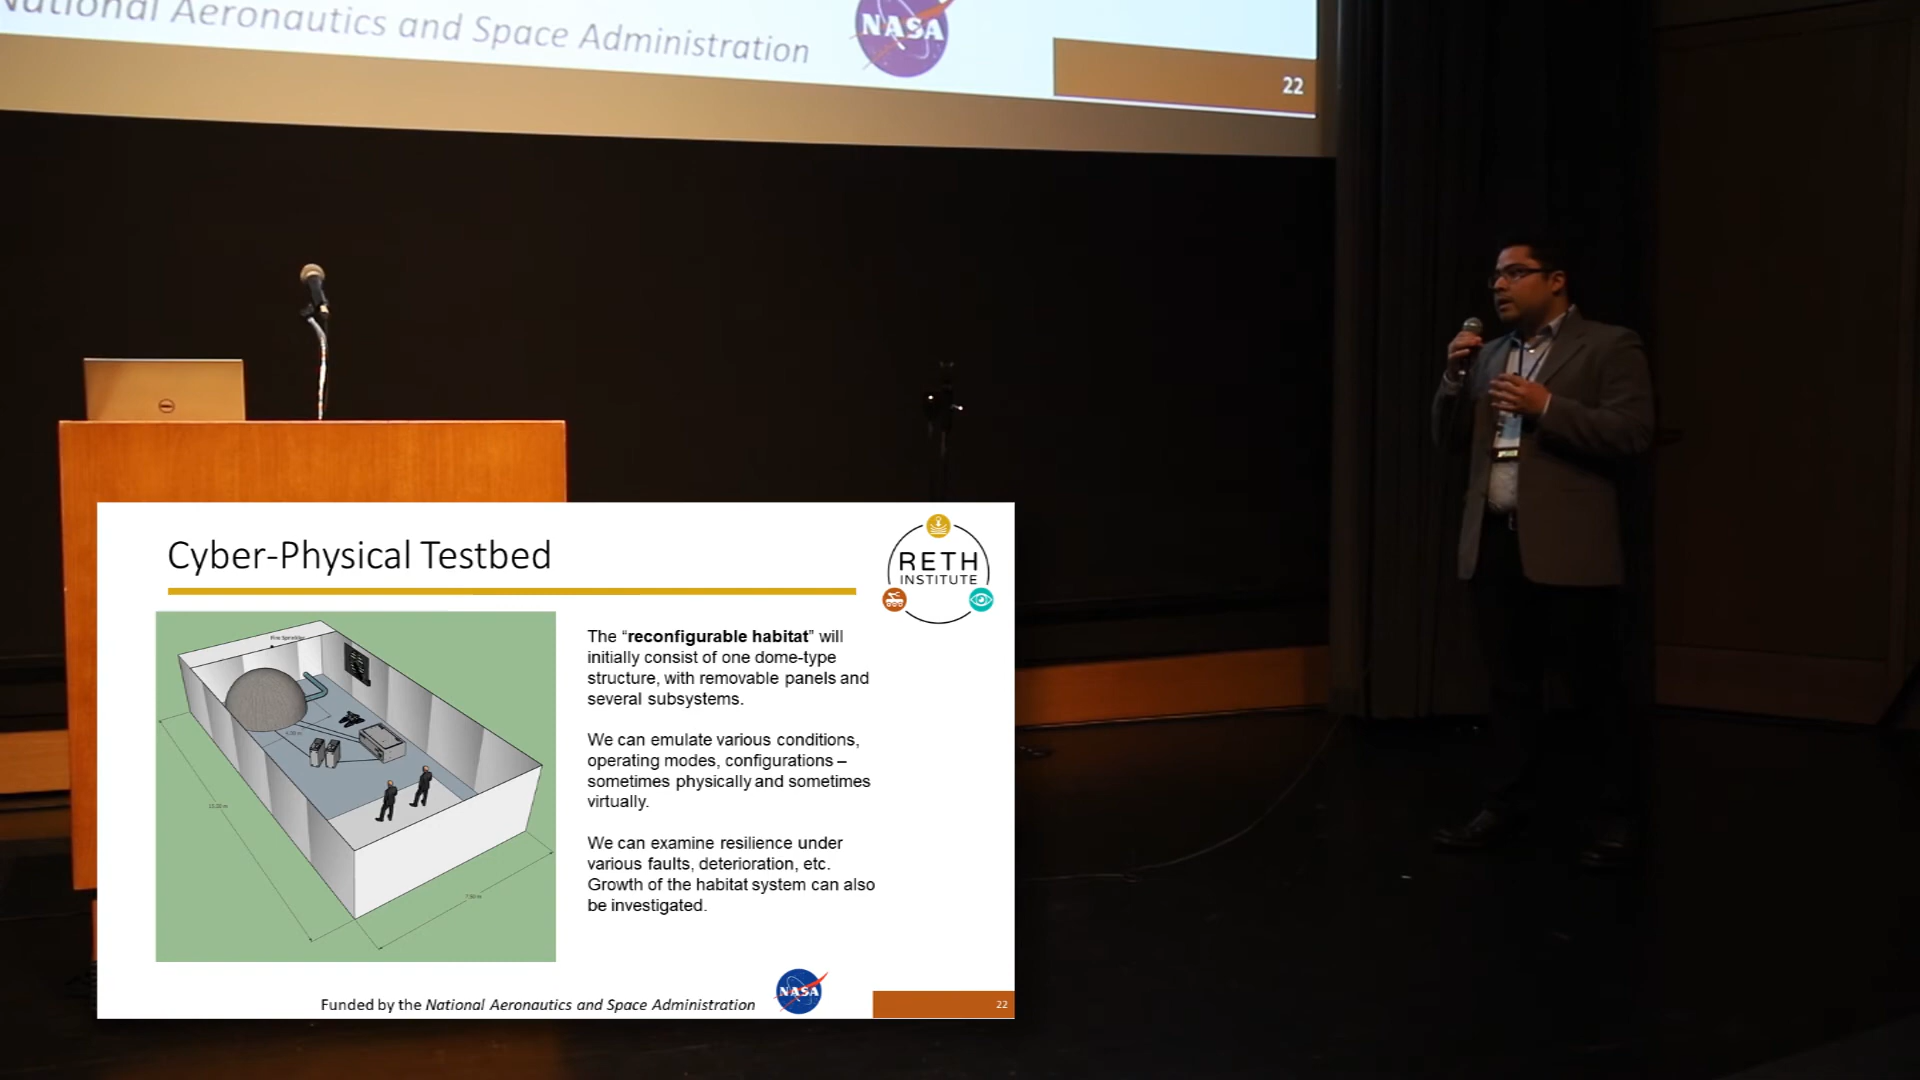 National Aeronautics and Space Administration
NASA
22
Cyber-Physical Testbed
RETH
INSTITUTE
The “reconfigurable habitat” will
initially consist of one dome-type
structure, with removable panels and
several subsystems.
We can emulate various conditions,
operating modes, configurations –
sometimes physically and sometimes
virtually.
We can examine resilience under
various faults, deterioration, etc.
Growth of the habitat system can also
be investigated.
Funded by the National Aeronautics and Space Administration
NASA
22